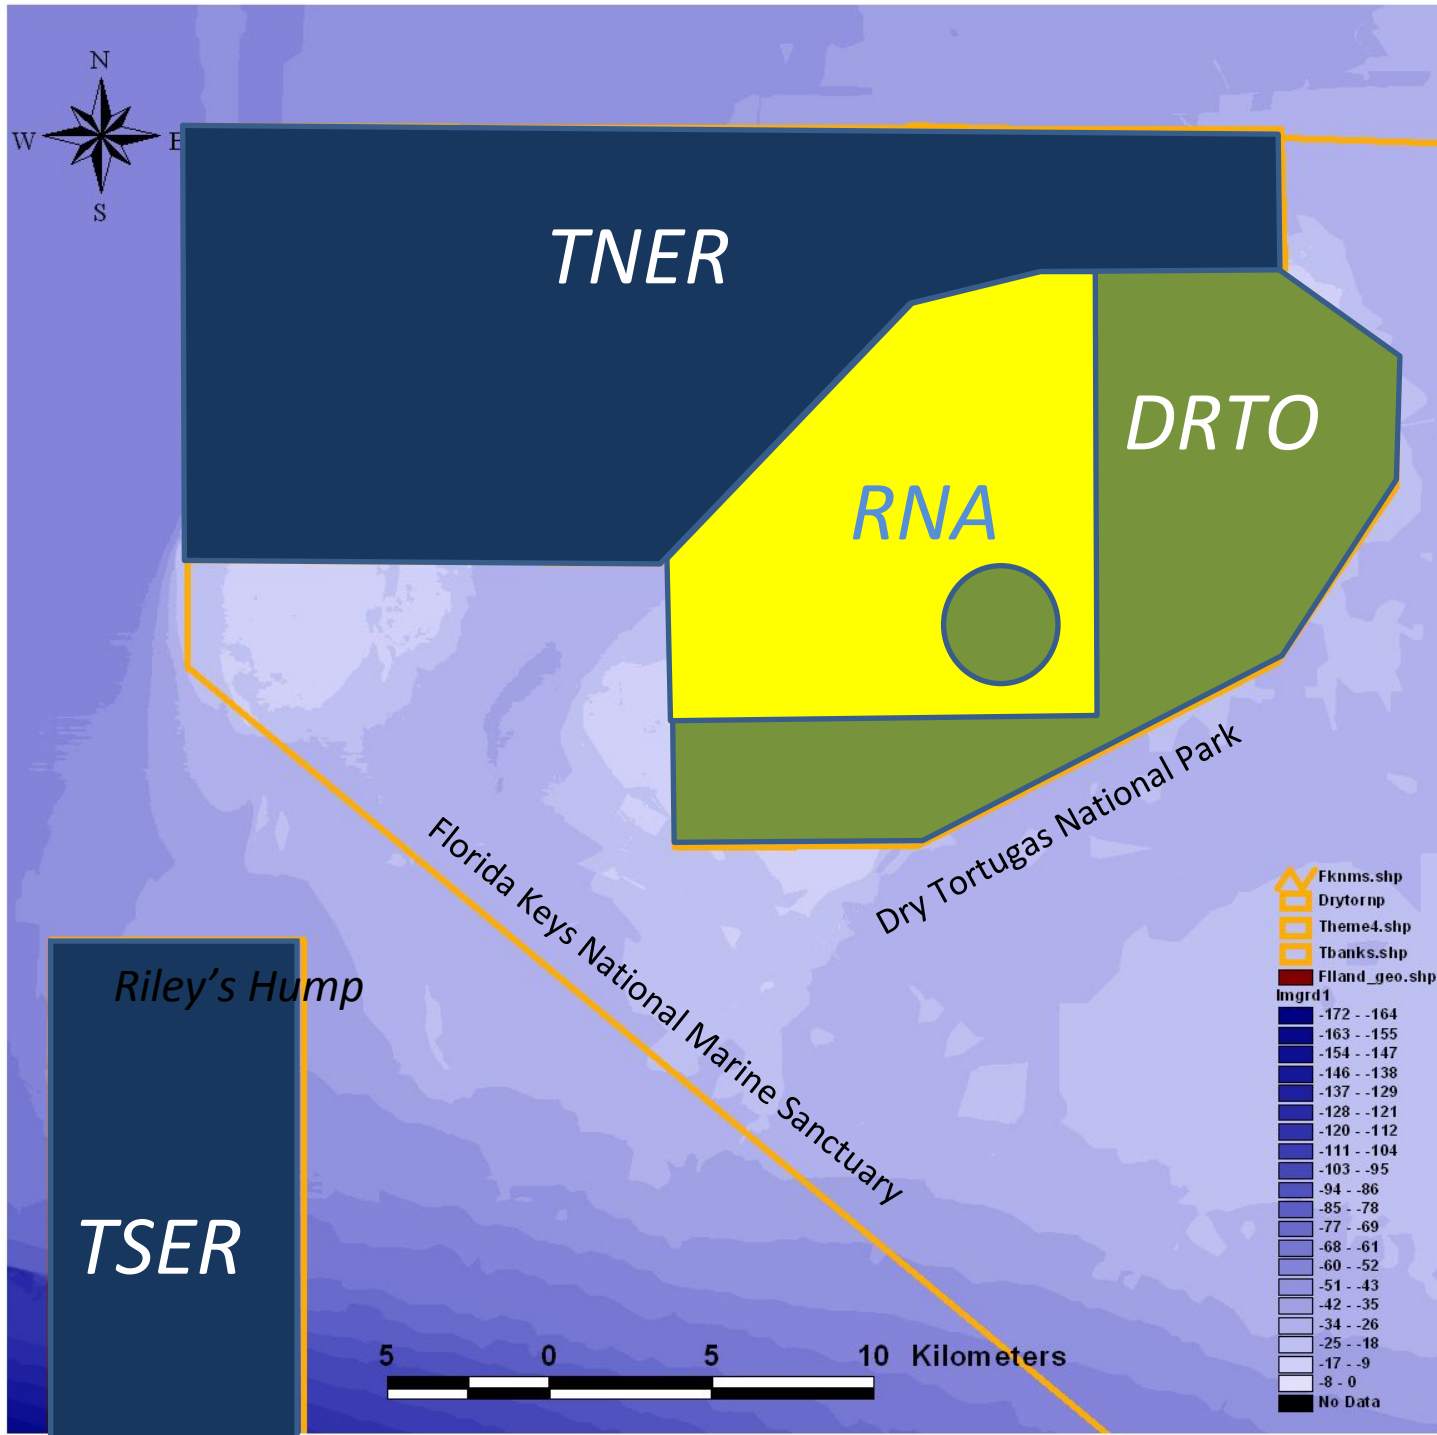 N
W
E
S
TNER
DRTO
RNA
Dry Tortugas National Park
Florida Keys National Marine Sanctuary
Riley’s Hump
TSER
5 0 5 10 Kilometers
Fknms.shp
Drytornp
Theme4.shp
Tbanks.shp
Flland_geo.shp
Imgrd1
-172 - -164
-163 - -155
-154 - -147
-146 - -138
-137 - -129
-128 - -121
-120 - -112
-111 - -104
-103 - -95
-94 - -86
-85 - -78
-77 - -69
-68 - -61
-60 - -52
-51 - -43
-42 - -35
-34 - -26
-25 - -18
-17 - -9
-8 - 0
No Data